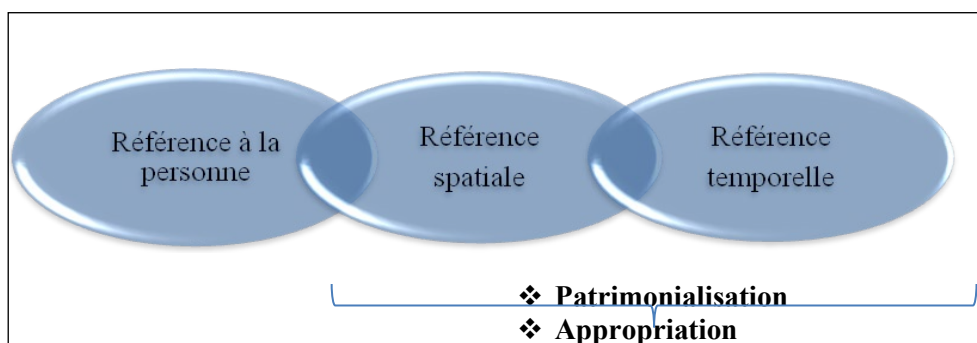 Référence à la
personne
Référence
spatiale
Référence
temporelle
❖ Patrimonialisation
❖ Appropriation